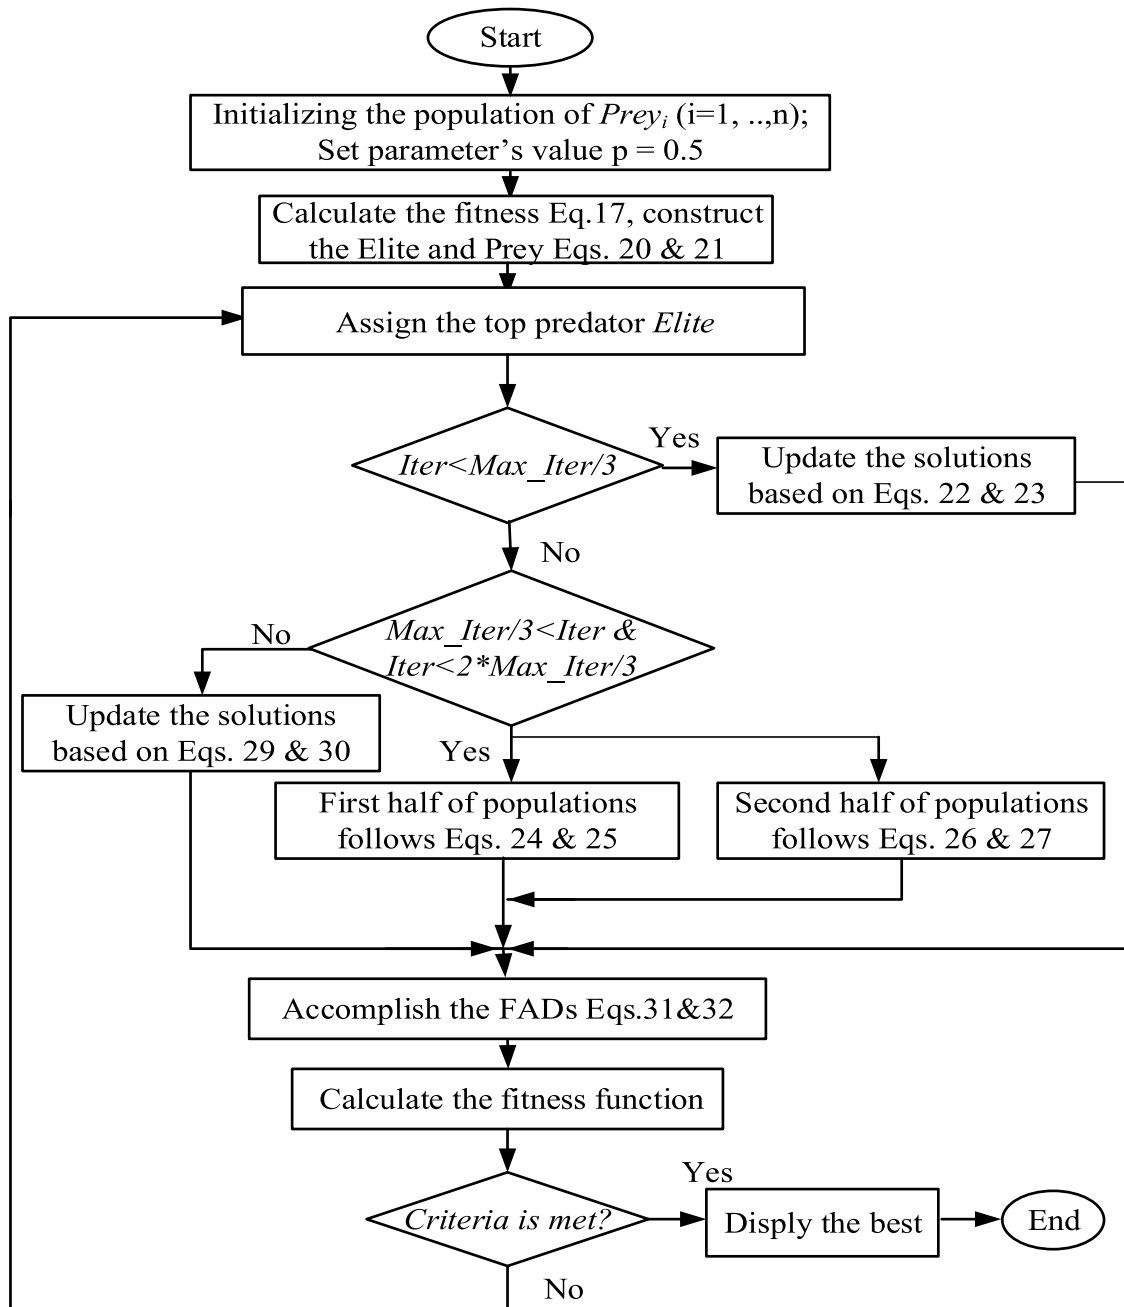 Start
Initializing the population of Preyᵢ (i=1, ..,n);
Set parameter's value p = 0.5
Calculate the fitness Eq.17, construct
the Elite and Prey Eqs. 20 & 21
Assign the top predator Elite
Iter<Max_Iter/3
Yes
Update the solutions
based on Eqs. 22 & 23
No
Max_Iter/3<Iter &
Iter<2*Max_Iter/3
No
Update the solutions
based on Eqs. 29 & 30
Yes
First half of populations
follows Eqs. 24 & 25
Second half of populations
follows Eqs. 26 & 27
Accomplish the FADs Eqs.31&32
Calculate the fitness function
Criteria is met?
Yes
Disply the best
End
No